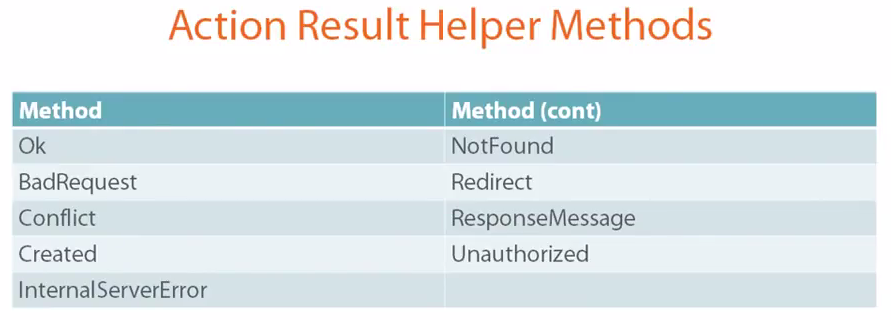 Action Result Helper Methods
Method Method (cont)
Ok NotFound
BadRequest Redirect
Conflict ResponseMessage
Created Unauthorized
InternalServerError